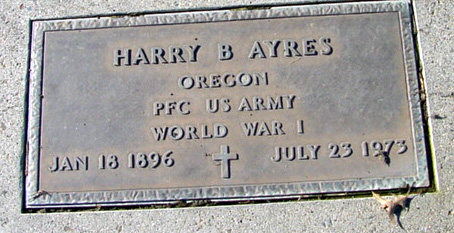 HARRY B AYRES
OREGON
PFC US ARMY
WORLD WAR I
JAN 18 1896 JULY 23 1973